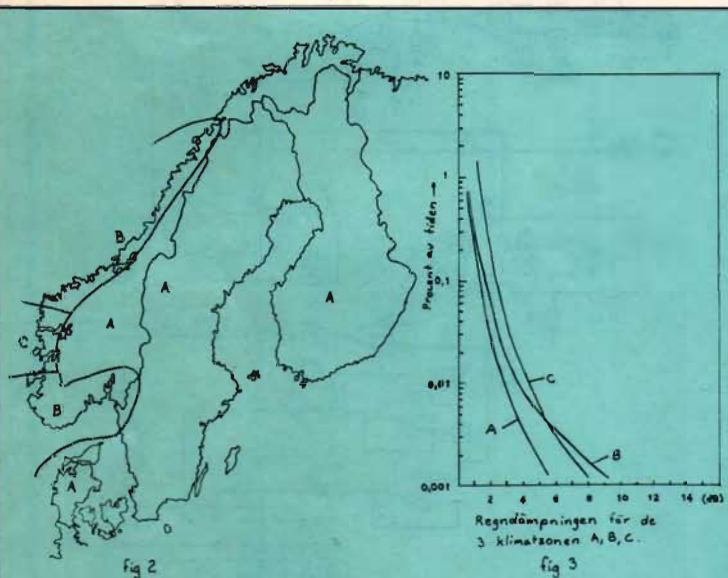 B
A
A
A
C
B
A
fig 2
10
1
0,1
0,01
0,001
Procent av tiden →
A
C
B
2 4 6 8 10 12 14 (dB)
Regndämpningen för de
3 klimatsonen A, B, C.
fig 3